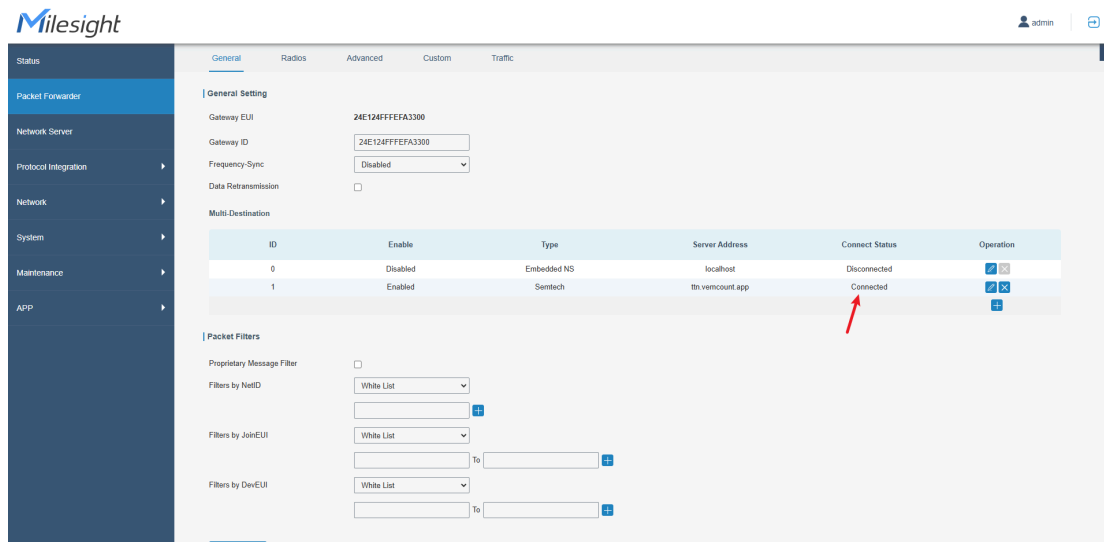 Milesight
admin
Status
Packet Forwarder
Network Server
Protocol Integration
Network
System
Maintenance
APP
General Radios Advanced Custom Traffic
General Setting
Gateway EUI 24E124FFFEFA3300
Gateway ID 24E124FFFEFA3300
Frequency-Sync Disabled
Data Retransmission
Multi-Destination
ID Enable Type Server Address Connect Status Operation
0 Disabled Embedded NS localhost Disconnected
1 Enabled Semtech ttn.vemcount.app Connected
Packet Filters
Proprietary Message Filter
Filters by NetID White List
Filters by JoinEUI White List
To
Filters by DevEUI White List
To